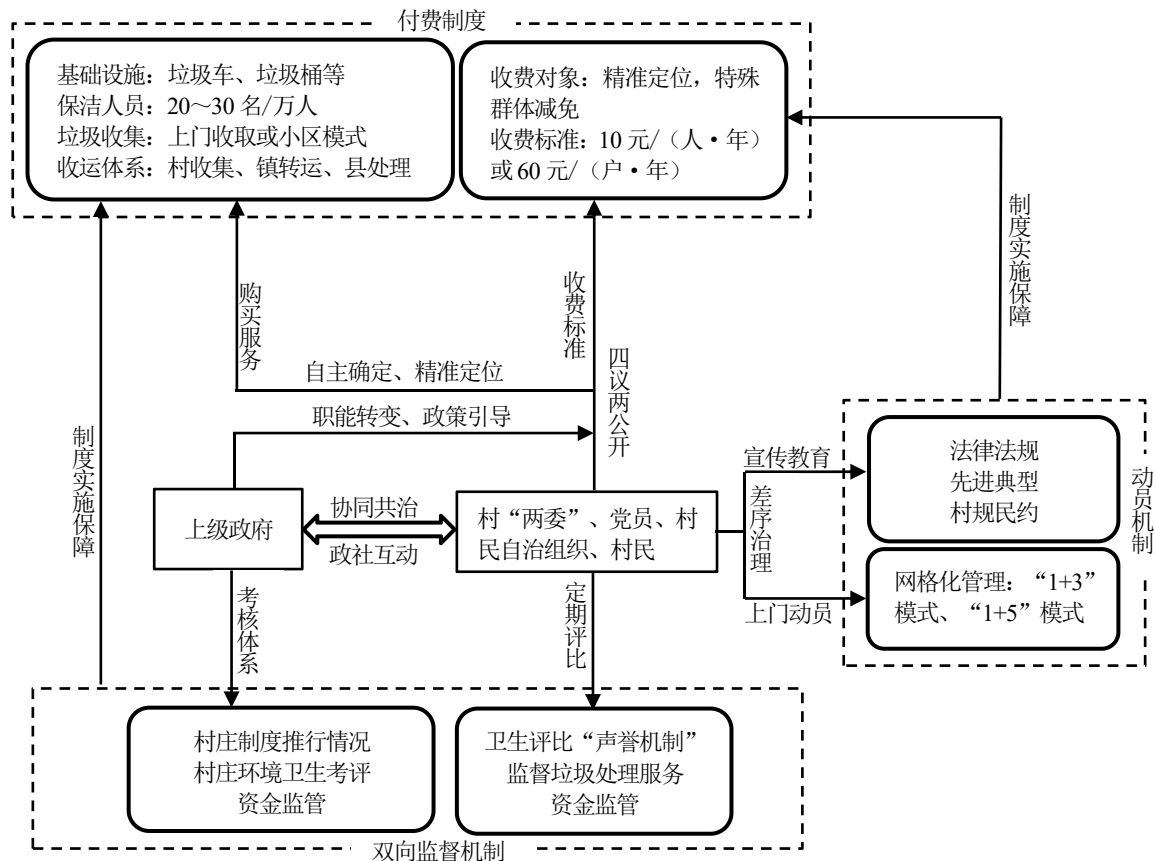 付费制度
基础设施：垃圾车、垃圾桶等
保洁人员：20～30 名/万人
垃圾收集：上门收取或小区模式
收运体系：村收集、镇转运、县处理
收费对象：精准定位，特殊
群体减免
收费标准：10 元/（人·年）
或 60 元/（户·年）
制度实施保障
购买服务
收费标准
自主确定、精准定位
四议两公开
职能转变、政策引导
制度实施保障
上级政府
协同共治
政社互动
村“两委”、党员、村
民自治组织、村民
宣传教育
差序治理
上门动员
法律法规
先进典型
村规民约
网格化管理：“1+3”
模式、“1+5”模式
动员机制
考核体系
定期评比
村庄制度推行情况
村庄环境卫生考评
资金监管
卫生评比“声誉机制”
监督垃圾处理服务
资金监管
双向监督机制